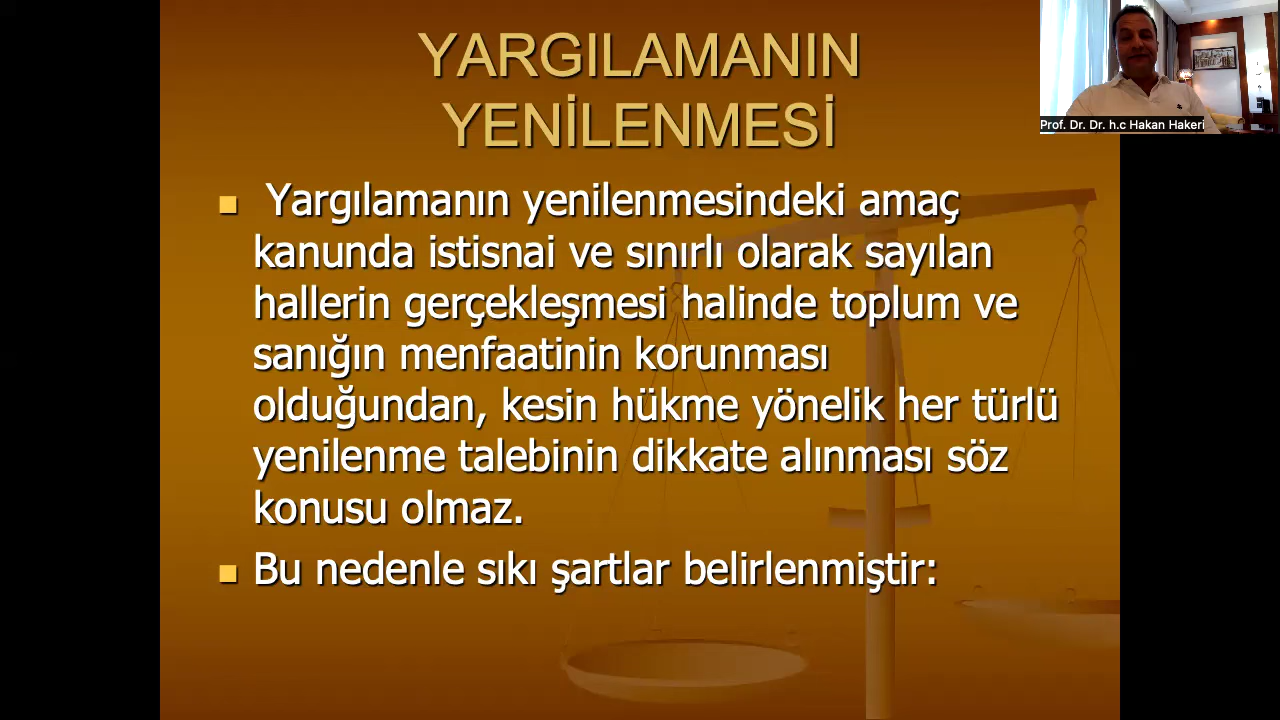 YARGILAMANIN
YENİLENMESİ
Yargılamanın yenilenmesindeki amaç
kanunda istisnai ve sınırlı olarak sayılan
hallerin gerçekleşmesi halinde toplum ve
sanığın menfaatinin korunması
olduğundan, kesin hükme yönelik her türlü
yenilenme talebinin dikkate alınması söz
konusu olmaz.
Bu nedenle sıkı şartlar belirlenmiştir:
Prof. Dr. Dr. h.c Hakan Hakeri